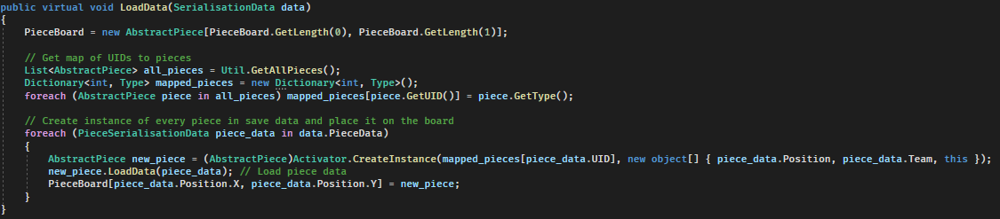 public virtual void LoadData(SerialisationData data)
{
PieceBoard = new AbstractPiece[PieceBoard.GetLength(0), PieceBoard.GetLength(1)];
// Get map of UIDs to pieces
List<AbstractPiece> all_pieces = Util.GetAllPieces();
Dictionary<int, Type> mapped_pieces = new Dictionary<int, Type>();
foreach (AbstractPiece piece in all_pieces) mapped_pieces[piece.GetUID()] = piece.GetType();
// Create instance of every piece in save data and place it on the board
foreach (PieceSerialisationData piece_data in data.PieceData)
{
AbstractPiece new_piece = (AbstractPiece)Activator.CreateInstance(mapped_pieces[piece_data.UID], new object[] { piece_data.Position, piece_data.Team, this });
new_piece.LoadData(piece_data); // Load piece data
PieceBoard[piece_data.Position.X, piece_data.Position.Y] = new_piece;
}
}